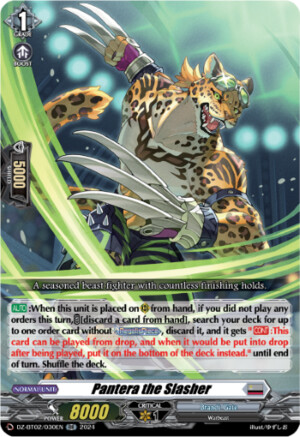 1
GRADE
BOOST
5000
SHIELD
A seasoned beast fighter with countless finishing holds.
AUTO:When this unit is placed on from hand, if you did not play any
orders this turn, [discard a card from hand], search your deck for up
to one order card without , discard it, and it gets "CONT:This
card can be played from drop, and when it would be put into drop
after being played, put it on the bottom of the deck instead." until end
of turn. Shuffle the deck.
NORMAL UNIT
Pantera the Slasher
POWER 8000
CRITICAL 1
DZ-BT02/030EN 2024